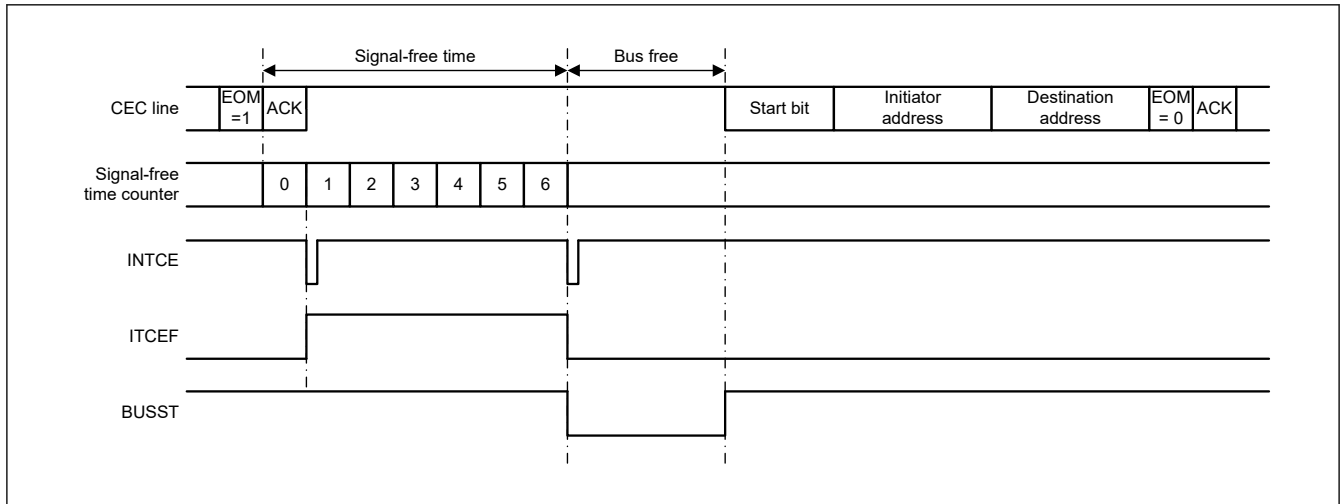 Signal-free time
Bus free
CEC line
EOM
=1
ACK
Start bit
Initiator
address
Destination
address
EOM
= 0
ACK
Signal-free
time counter
0
1
2
3
4
5
6
INTCE
ITCEF
BUSST